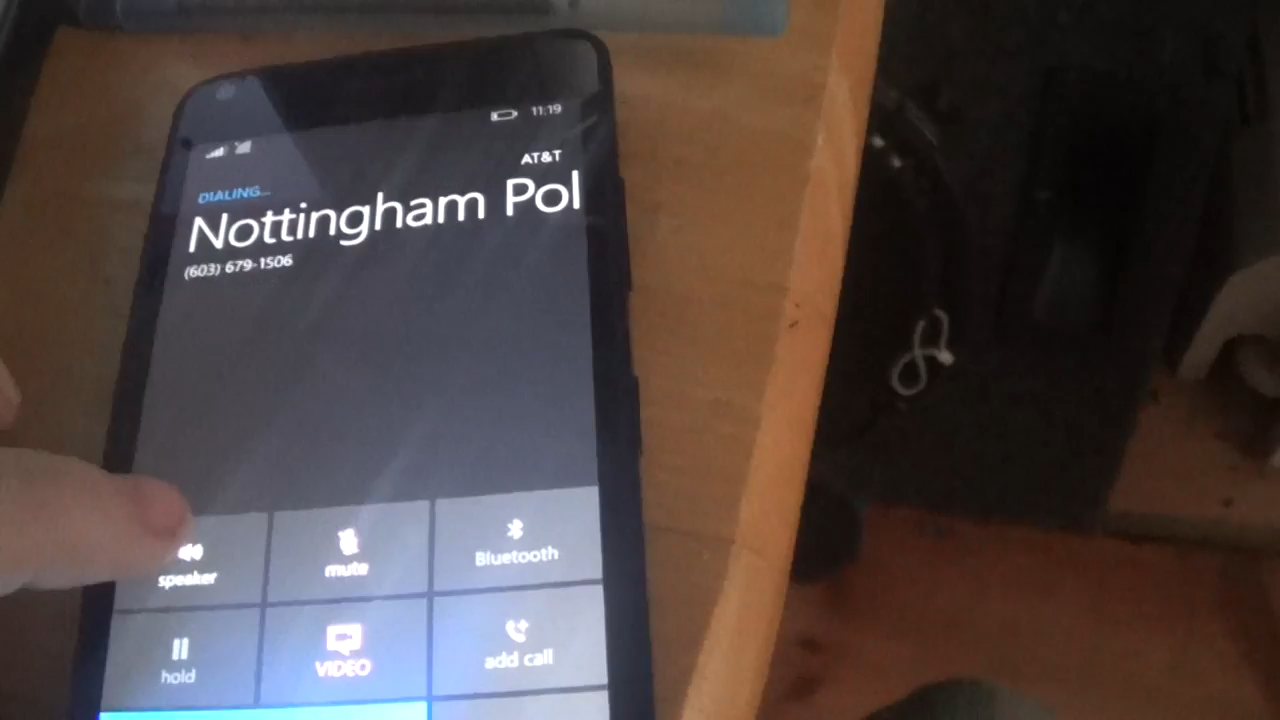 11:19
AT&T
DIALING...
Nottingham Pol
(603) 679-1506
speaker
mute
Bluetooth
hold
VIDEO
add call